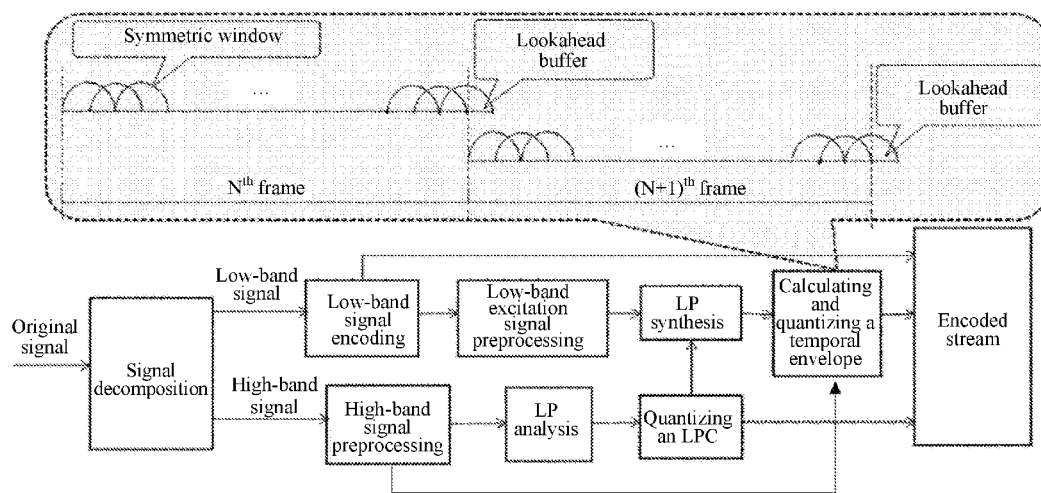 Symmetric window
Lookahead
buffer
Lookahead
buffer
...
...
Nth frame
(N+1)th frame
Original
signal
Signal
decomposition
Low-band
signal
High-band
signal
Low-band
signal
encoding
Low-band
excitation
signal
preprocessing
LP
synthesis
Calculating
and
quantizing a
temporal
envelope
Encoded
stream
High-band
signal
preprocessing
LP
analysis
Quantizing
an LPC